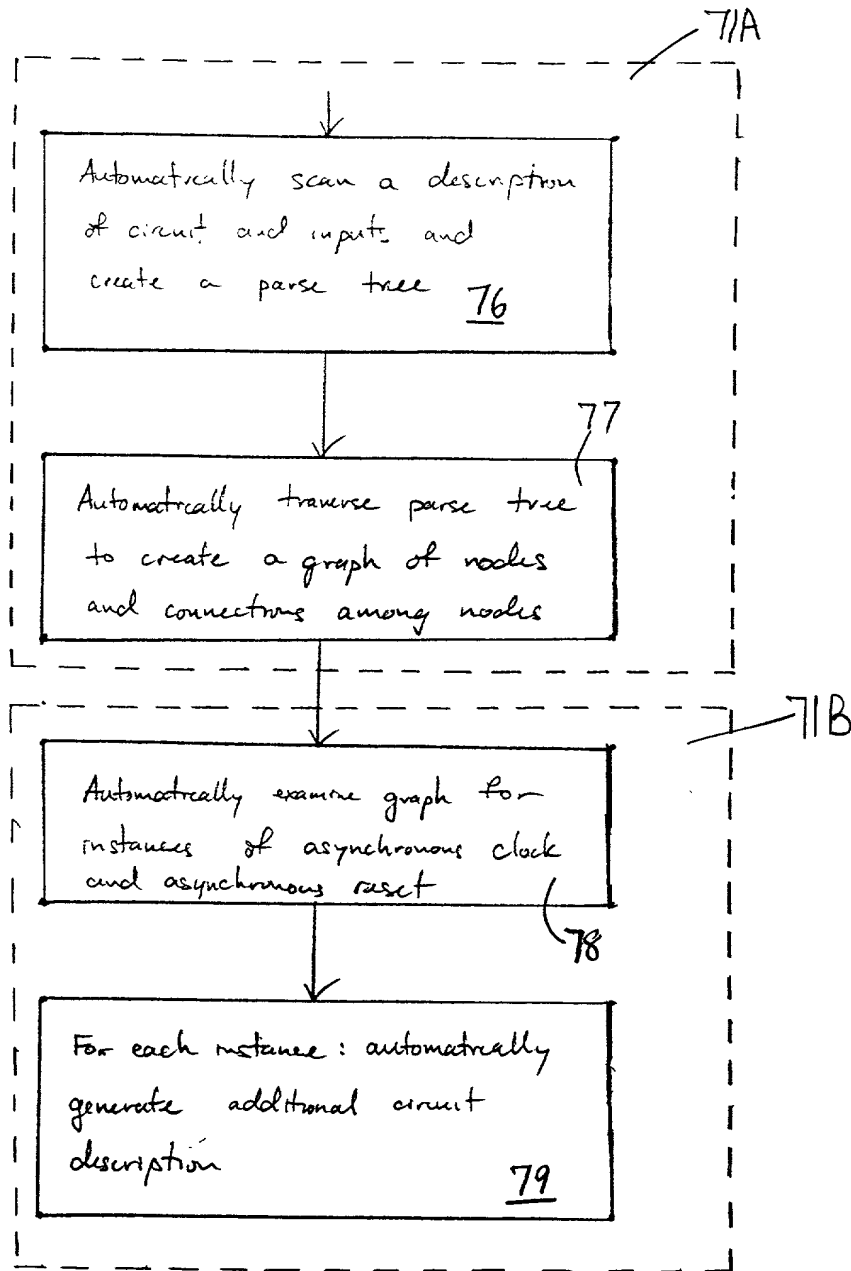 71A
Automatically scan a description
of circuit and inputs and
create a parse tree 76
77
Automatically traverse parse tree
to create a graph of nodes
and connections among nodes
71B
Automatically examine graph for
instances of asynchronous clock
and asynchronous reset
78
For each instance: automatically
generate additional circuit
description
79